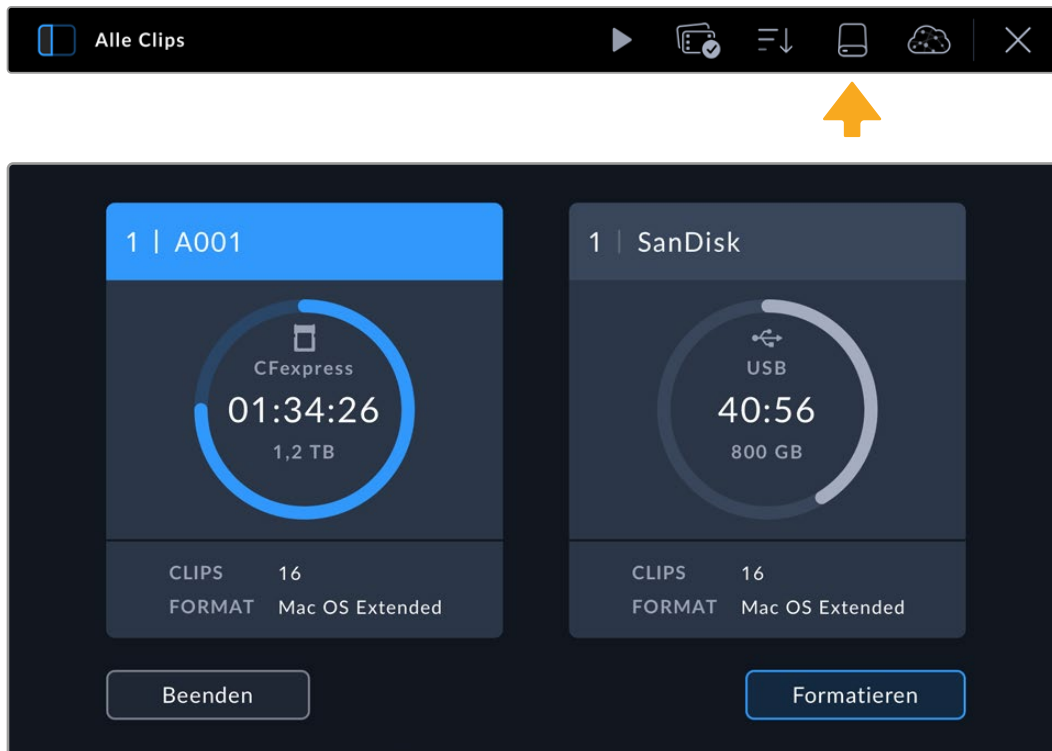 Alle Clips
1 | A001
CFexpress
01:34:26
1,2 TB
CLIPS 16
FORMAT Mac OS Extended
1 | SanDisk
USB
40:56
800 GB
CLIPS 16
FORMAT Mac OS Extended
Beenden
Formatieren